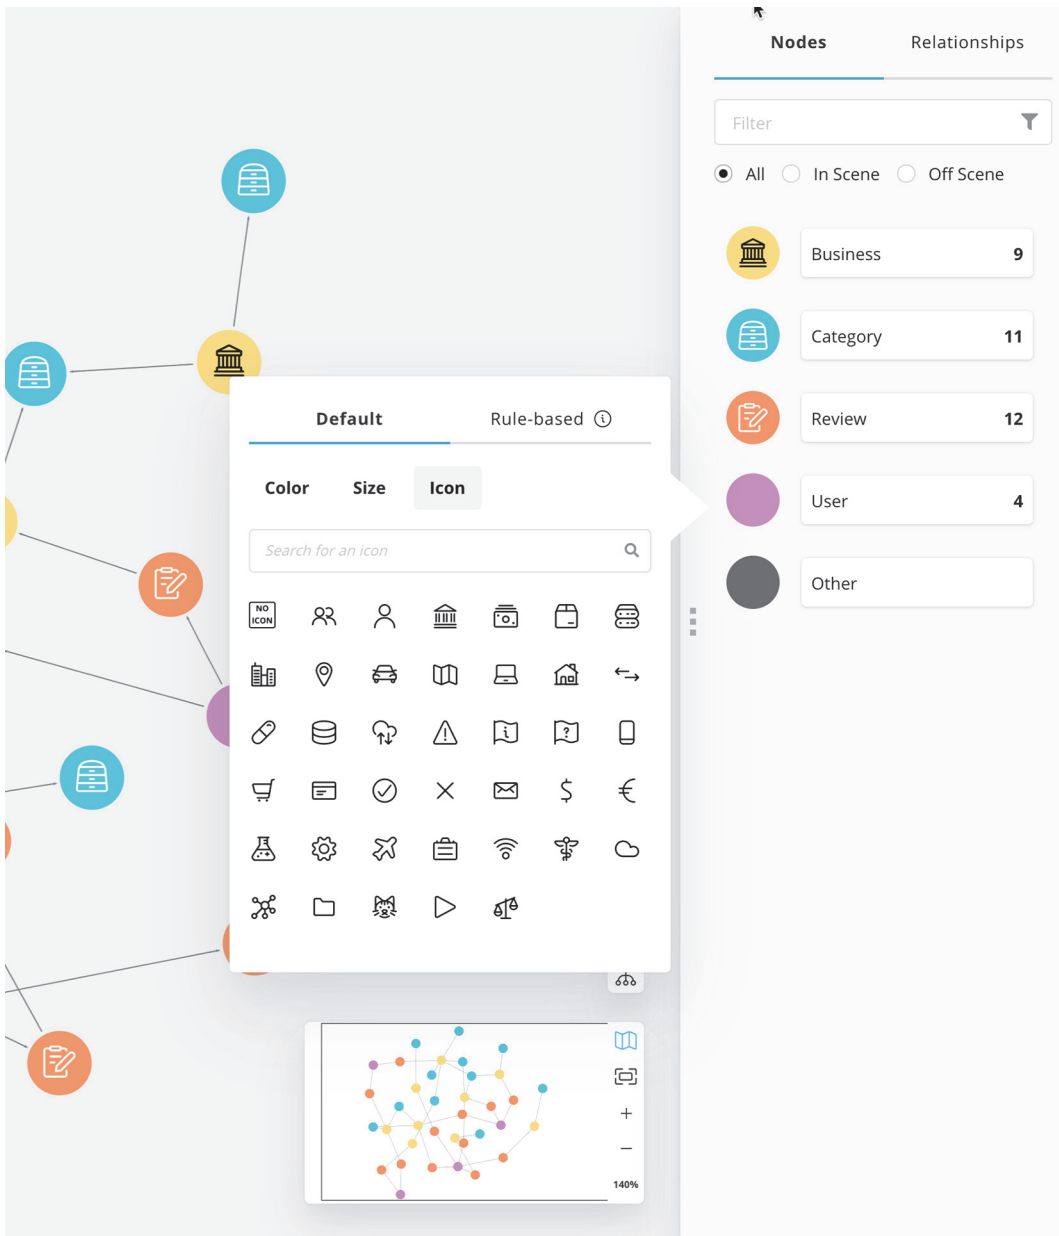 Nodes Relationships
Filter
All In Scene Off Scene
Business 9
Category 11
Review 12
User 4
Other
Default Rule-based
Color Size Icon
Search for an icon
NO
ICON
140%